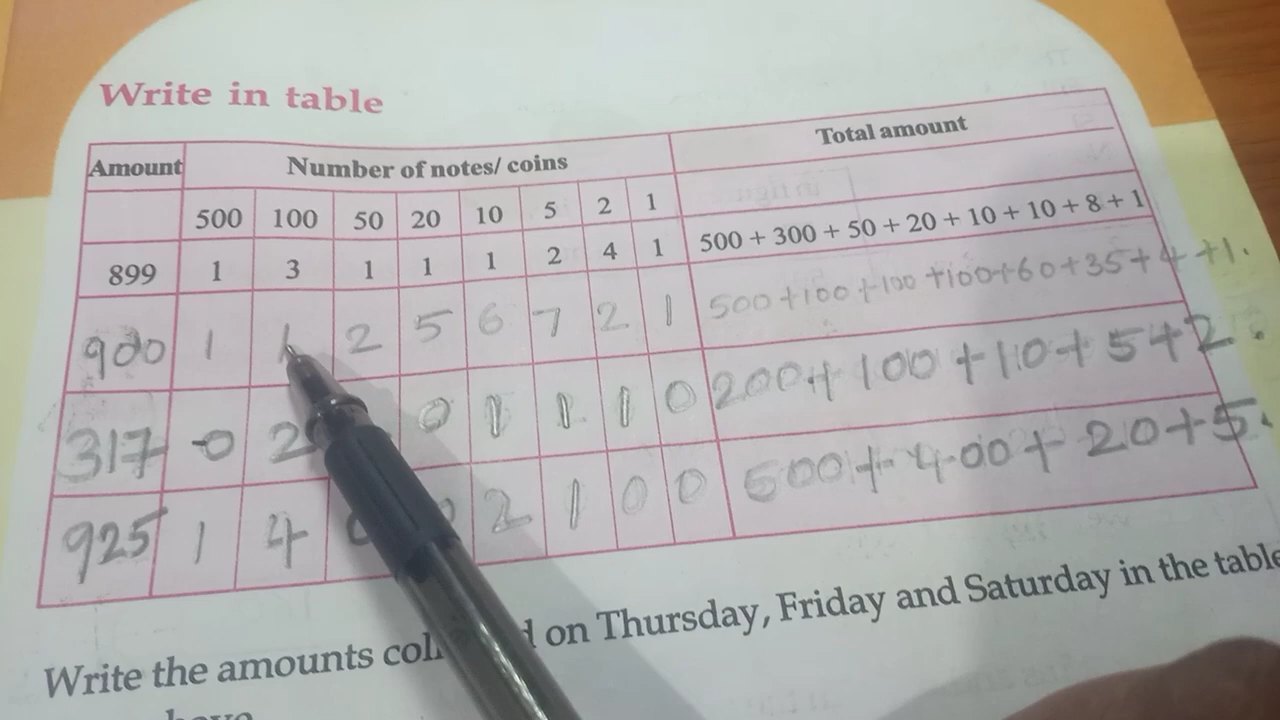 Write in table
Amount Number of notes/ coins Total amount
500 100 50 20 10 5 2 1
899 1 3 1 1 1 2 4 1 500 + 300 + 50 + 20 + 10 + 10 + 8 + 1
900 1 1 2 5 6 7 2 1 500+100+100+100+60+35+4+1.
317 0 2 0 1 1 1 0 200+100+10+5+2.
925 1 4 2 1 0 0 500+400+20+5.
Write the amounts on Thursday, Friday and Saturday in the table